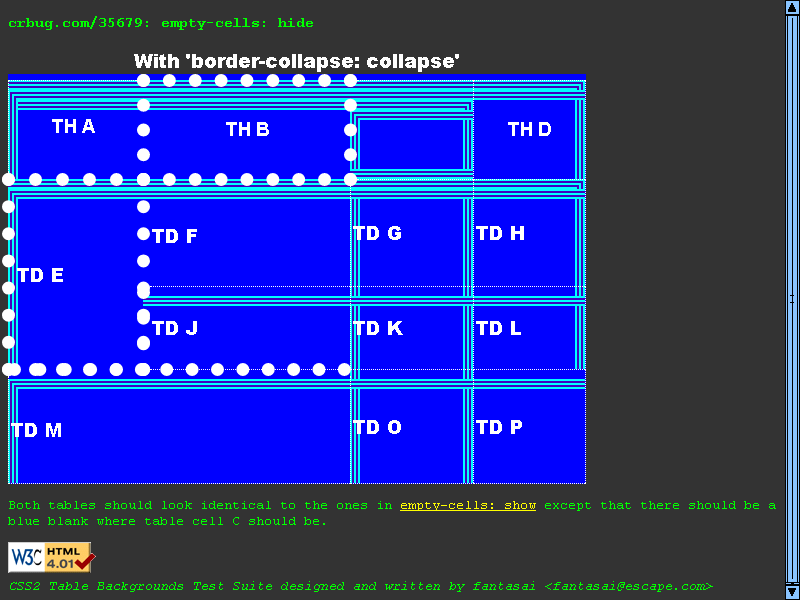 crbug.com/35679: empty-cells: hide
With 'border-collapse: collapse'
TH A
TH B
TH D
TD E
TD F
TD G
TD H
TD J
TD K
TD L
TD M
TD O
TD P
Both tables should look identical to the ones in empty-cells: show except that there should be a
blue blank where table cell C should be.
W3C HTML 4.01
CSS2 Table Backgrounds Test Suite designed and written by fantasai <fantasai@escape.com>